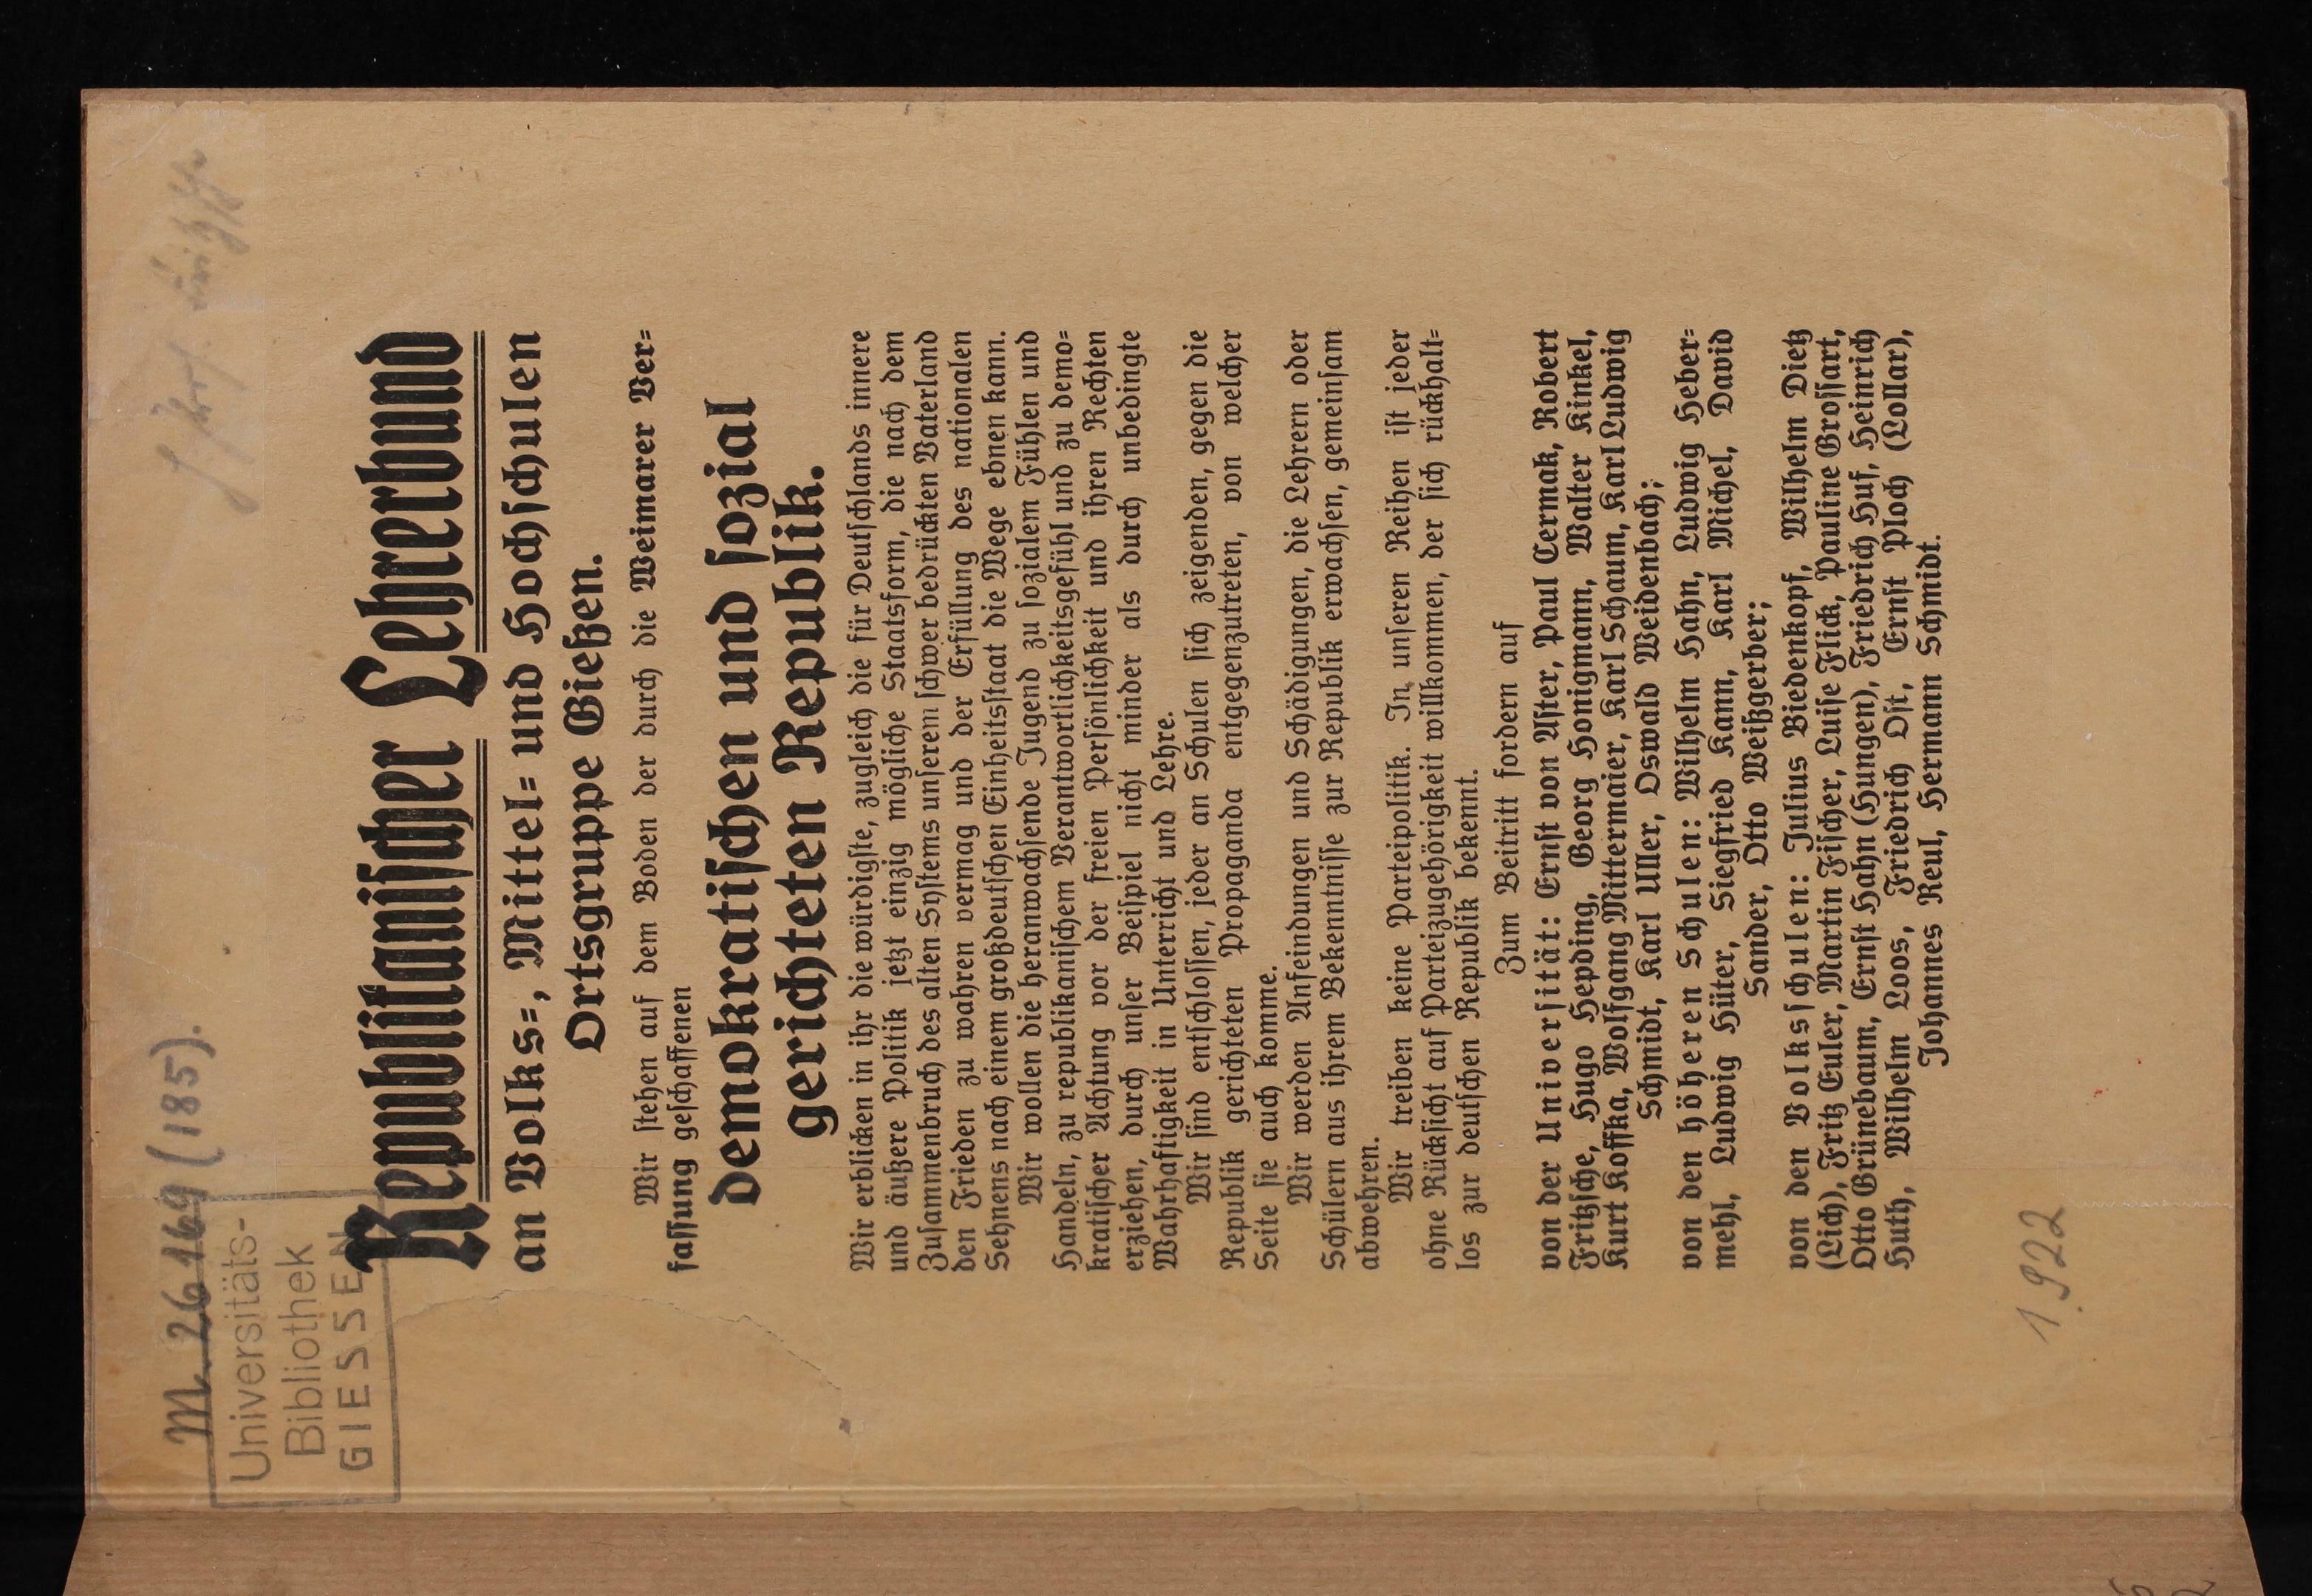 M. 26169 (185).
Universitäts-
Bibliothek
GIESSEN
Republikanischer Lehrerbund
an Volks-, Mittel- und Hochschulen
Ortsgruppe Gießen.
Wir stehen auf dem Boden der durch die Weimarer Ver-
fassung geschaffenen
demokratischen und sozial
gerichteten Republik.
Wir erblicken in ihr die würdigste, zugleich die für Deutschlands innere
und äußere Politik jetzt einzig mögliche Staatsform, die nach dem
Zusammenbruch des alten Systems unserem schwer bedrückten Vaterland
den Frieden zu wahren vermag und der Erfüllung des nationalen
Sehnens nach einem großdeutschen Einheitsstaat die Wege ebnen kann.
Wir wollen die heranwachsende Jugend zu sozialem Fühlen und
Handeln, zu republikanischem Verantwortlichkeitsgefühl und zu demo-
kratischer Achtung vor der freien Persönlichkeit und ihren Rechten
erziehen, durch unser Beispiel nicht minder als durch unbedingte
Wahrhaftigkeit in Unterricht und Lehre.
Wir sind entschlossen, jeder an Schulen sich zeigenden, gegen die
Republik gerichteten Propaganda entgegenzutreten, von welcher
Seite sie auch komme.
Wir werden Anfeindungen und Schädigungen, die Lehrern oder
Schülern aus ihrem Bekenntnisse zur Republik erwachsen, gemeinsam
abwehren.
Wir treiben keine Parteipolitik. In unseren Reihen ist jeder
ohne Rücksicht auf Parteizugehörigkeit willkommen, der sich rückhalt-
los zur deutschen Republik bekennt.
Zum Beitritt fordern auf
von der Universität: Ernst von Aster, Paul Cermak, Robert
Fritzsche, Hugo Hepding, Georg Honigmann, Walter Kinkel,
Kurt Koffka, Wolfgang Mittermaier, Karl Schaum, Karl Ludwig
Schmidt, Karl Uller, Oswald Weidenbach;
von den höheren Schulen: Wilhelm Hahn, Ludwig Heber-
mehl, Ludwig Hüter, Siegfried Kann, Karl Michel, David
Sander, Otto Weißgerber;
von den Volksschulen: Julius Biedenkopf, Wilhelm Dietz
(Lich), Fritz Euler, Martin Fischer, Luise Flick, Pauline Grossart,
Otto Grünebaum, Ernst Hahn (Hungen), Friedrich Huf, Heinrich
Huth, Wilhelm Loos, Friedrich Ost, Ernst Ploch (Lollar),
Johannes Reul, Hermann Schmidt.
1922